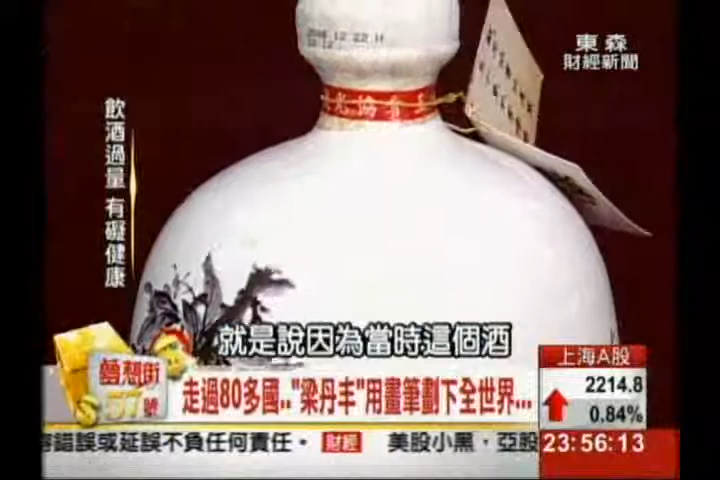 東森
財經新聞
飲酒過量 有礙健康
就是說因為當時這個酒
夢想街
57號
走過80多國.."梁丹丰"用畫筆劃下全世界...
上海A股
2214.8
0.84%
錯誤或延誤不負任何責任。 財經 美股小黑，亞股
23:56:13